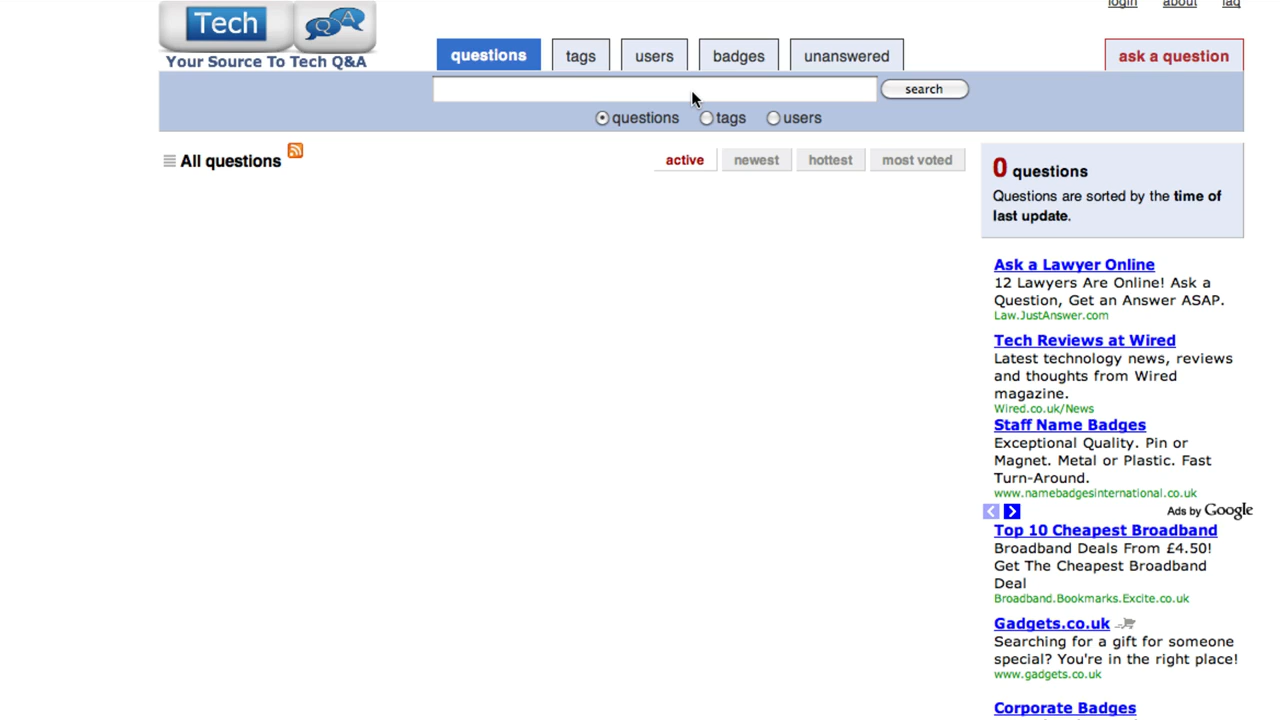 login about faq
Tech Q A
Your Source To Tech Q&A
questions tags users badges unanswered ask a question
search
questions tags users
All questions
active newest hottest most voted
0 questions
Questions are sorted by the time of
last update.
Ask a Lawyer Online
12 Lawyers Are Online! Ask a
Question, Get an Answer ASAP.
Law.JustAnswer.com
Tech Reviews at Wired
Latest technology news, reviews
and thoughts from Wired
magazine.
Wired.co.uk/News
Staff Name Badges
Exceptional Quality. Pin or
Magnet. Metal or Plastic. Fast
Turn-Around.
www.namebadgesinternational.co.uk
Ads by Google
Top 10 Cheapest Broadband
Broadband Deals From £4.50!
Get The Cheapest Broadband
Deal
Broadband.Bookmarks.Excite.co.uk
Gadgets.co.uk
Searching for a gift for someone
special? You're in the right place!
www.gadgets.co.uk
Corporate Badges